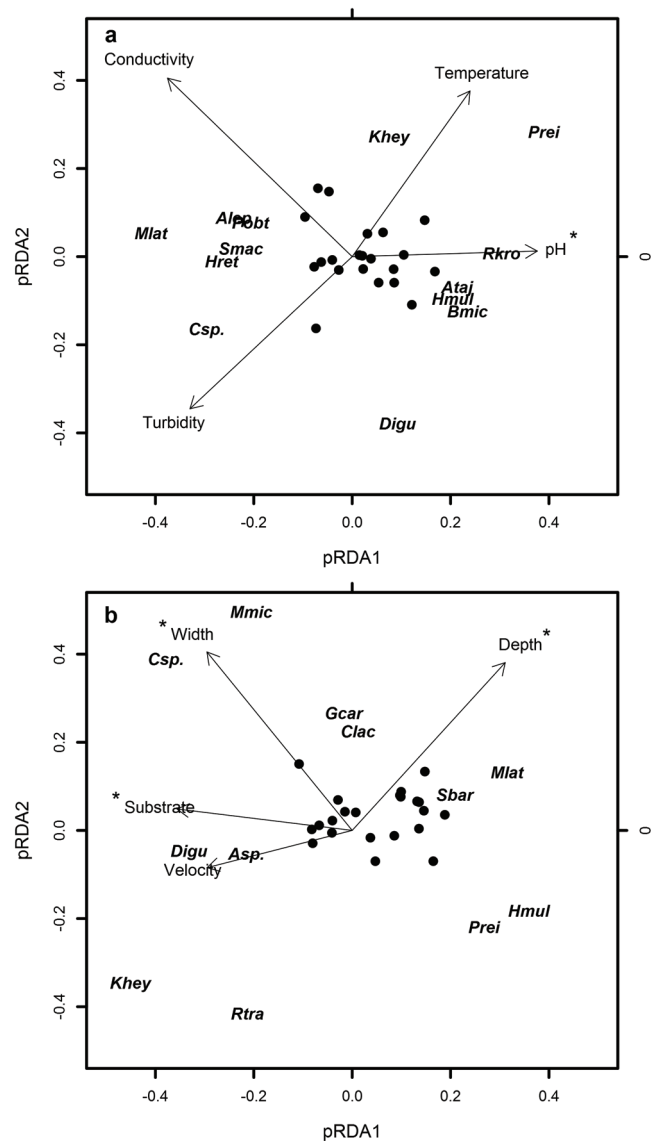 a
Conductivity
Temperature
0.4
Khey
Prei
0.2
Alep
Pobt
Mlat
Smac
pRDA2
0.0
Hret
Rkro
pH *
0
Ataj
Hmul
Bmic
Csp.
-0.2
Turbidity
Digu
-0.4
-0.4 -0.2 0.0 0.2 0.4
pRDA1
b
Mmic
* Width
Depth *
0.4
Csp.
Gcar
Clac
0.2
Mlat
Sbar
* Substrate
pRDA2
0.0
0
Digu Asp.
Velocity
Hmul
-0.2
Prei
Khey
Rtra
-0.4
-0.4 -0.2 0.0 0.2 0.4
pRDA1